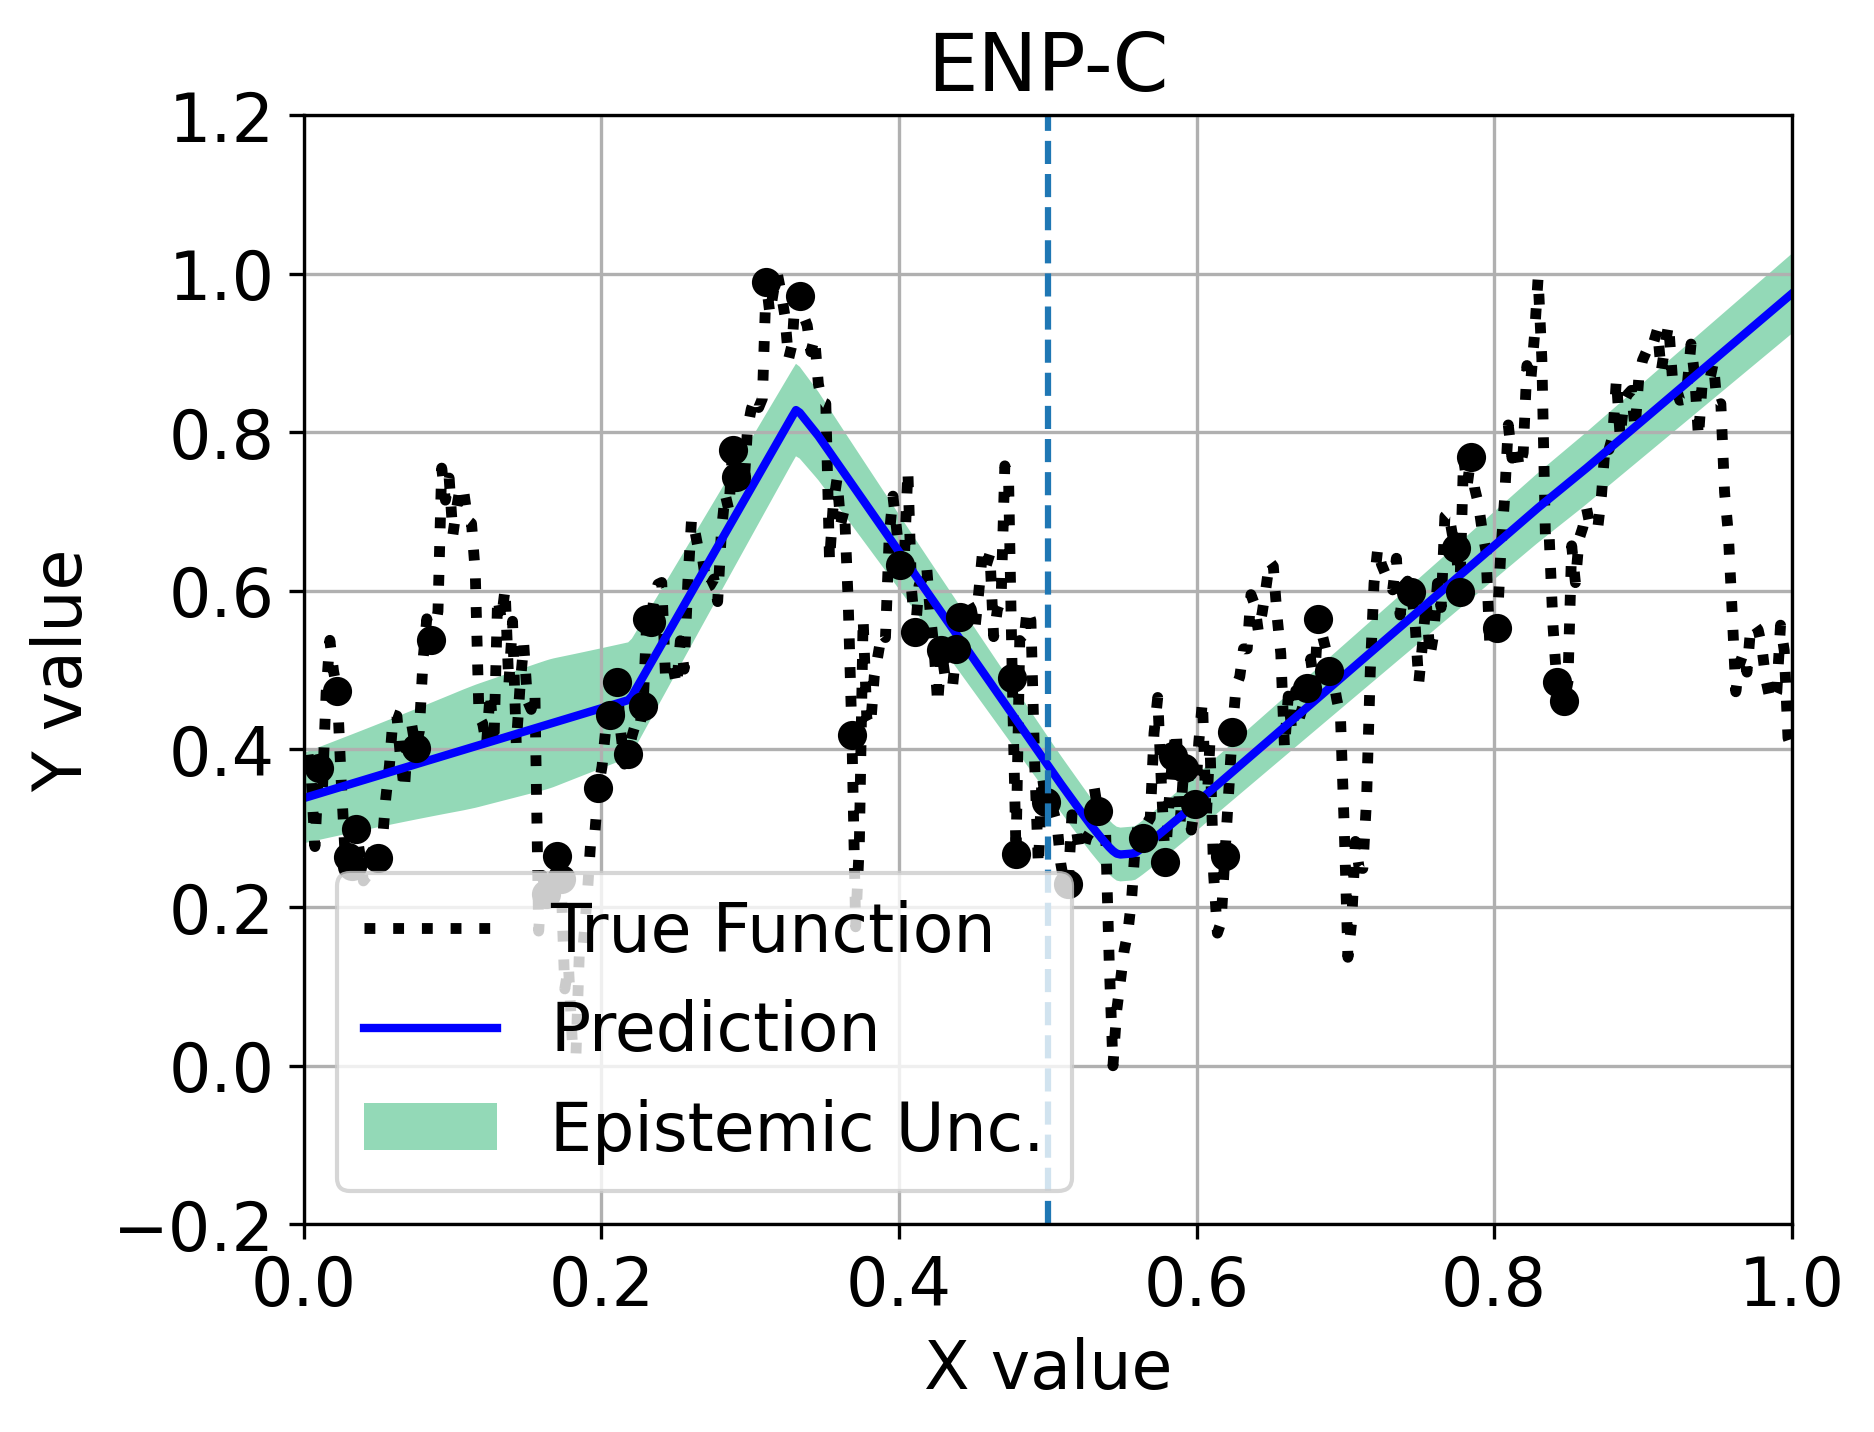 ENP-C
1.2
1.0
0.8
0.6
0.4
0.2
0.0
−0.2
Y value
True Function
Prediction
Epistemic Unc.
0.0 0.2 0.4 0.6 0.8 1.0
X value